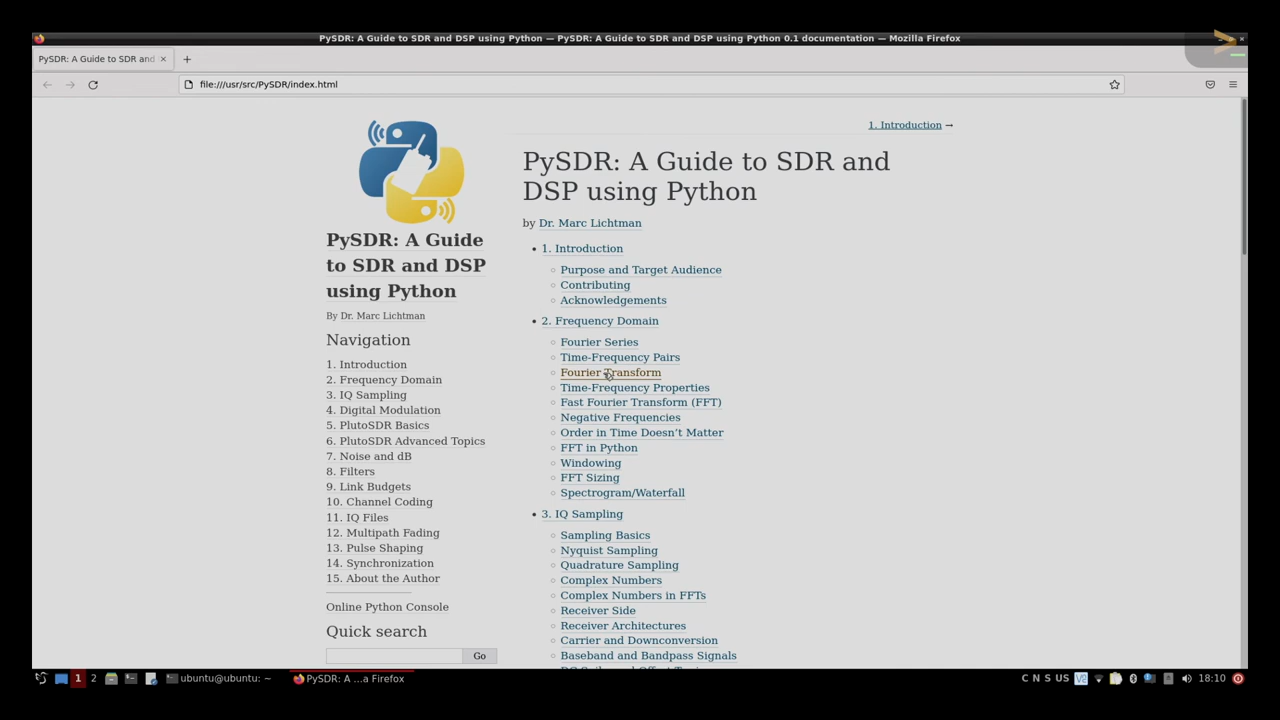 PySDR: A Guide to SDR and DSP using Python — PySDR: A Guide to SDR and DSP using Python 0.1 documentation — Mozilla Firefox
PySDR: A Guide to SDR and
file:///usr/src/PySDR/index.html
1. Introduction →
PySDR: A Guide to SDR and
DSP using Python
by Dr. Marc Lichtman
1. Introduction
Purpose and Target Audience
Contributing
Acknowledgements
2. Frequency Domain
Fourier Series
Time-Frequency Pairs
Fourier Transform
Time-Frequency Properties
Fast Fourier Transform (FFT)
Negative Frequencies
Order in Time Doesn't Matter
FFT in Python
Windowing
FFT Sizing
Spectrogram/Waterfall
3. IQ Sampling
Sampling Basics
Nyquist Sampling
Quadrature Sampling
Complex Numbers
Complex Numbers in FFTs
Receiver Side
Receiver Architectures
Carrier and Downconversion
Baseband and Bandpass Signals
PySDR: A Guide
to SDR and DSP
using Python
By Dr. Marc Lichtman
Navigation
1. Introduction
2. Frequency Domain
3. IQ Sampling
4. Digital Modulation
5. PlutoSDR Basics
6. PlutoSDR Advanced Topics
7. Noise and dB
8. Filters
9. Link Budgets
10. Channel Coding
11. IQ Files
12. Multipath Fading
13. Pulse Shaping
14. Synchronization
15. About the Author
Online Python Console
Quick search
Go
1 2 ubuntu@ubuntu: ~ PySDR: A ...a Firefox C N S US 18:10